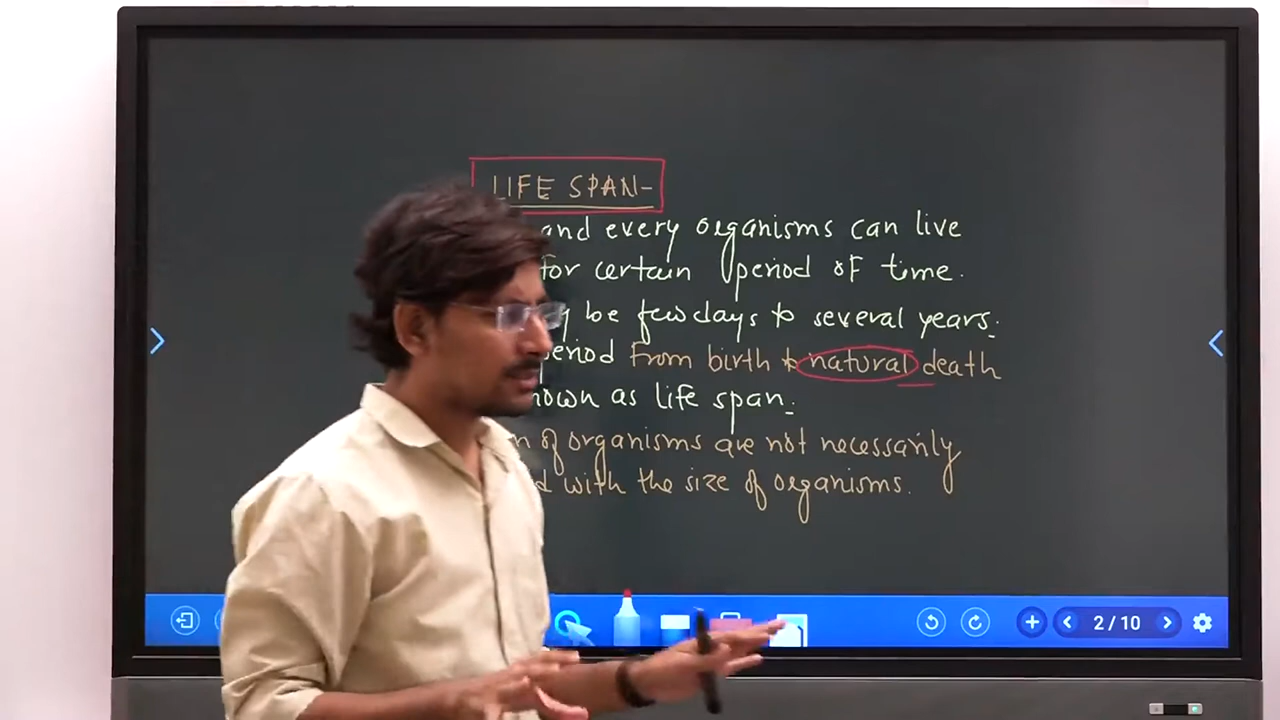 LIFE SPAN-
and every organisms can live
for certain period of time.
be few days to several years.
from birth to natural death
as life span.
of organisms are not necessarily
with the size of organisms.
2/10